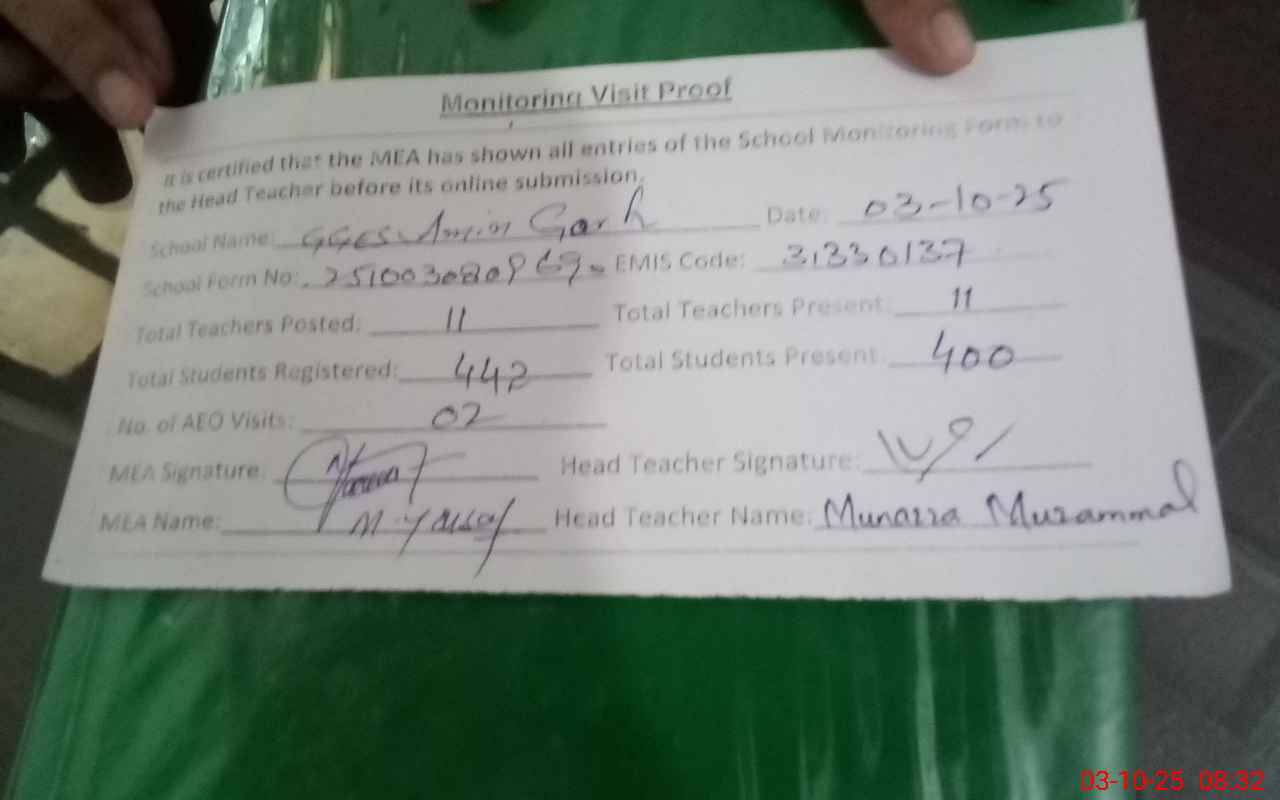 Monitoring Visit Proof
It is certified that the MEA has shown all entries of the School Monitoring Form to
the Head Teacher before its online submission.
School Name: GGES Amin Garh Date: 03-10-25
School Form No: EMIS Code: 31330137
Total Teachers Posted: 11 Total Teachers Present: 11
Total Students Registered: 442 Total Students Present: 400
No. of AEO Visits: 02
MEA Signature: Head Teacher Signature:
MEA Name: M. Head Teacher Name: Munazza Muzammal
03-10-25 08:32